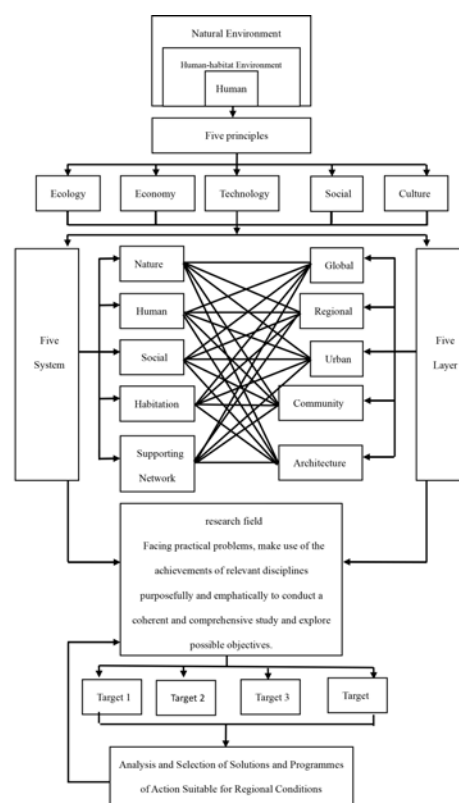 Natural Environment
Human-habitat Environment
Human
Five principles
Ecology
Economy
Technology
Social
Culture
Five
System
Nature
Human
Social
Habitation
Supporting
Network
Global
Regional
Urban
Community
Architecture
Five
Layer
research field
Facing practical problems, make use of the
achievements of relevant disciplines
purposefully and emphatically to conduct a
coherent and comprehensive study and explore
possible objectives.
Target 1
Target 2
Target 3
Target
Analysis and Selection of Solutions and Programmes
of Action Suitable for Regional Conditions